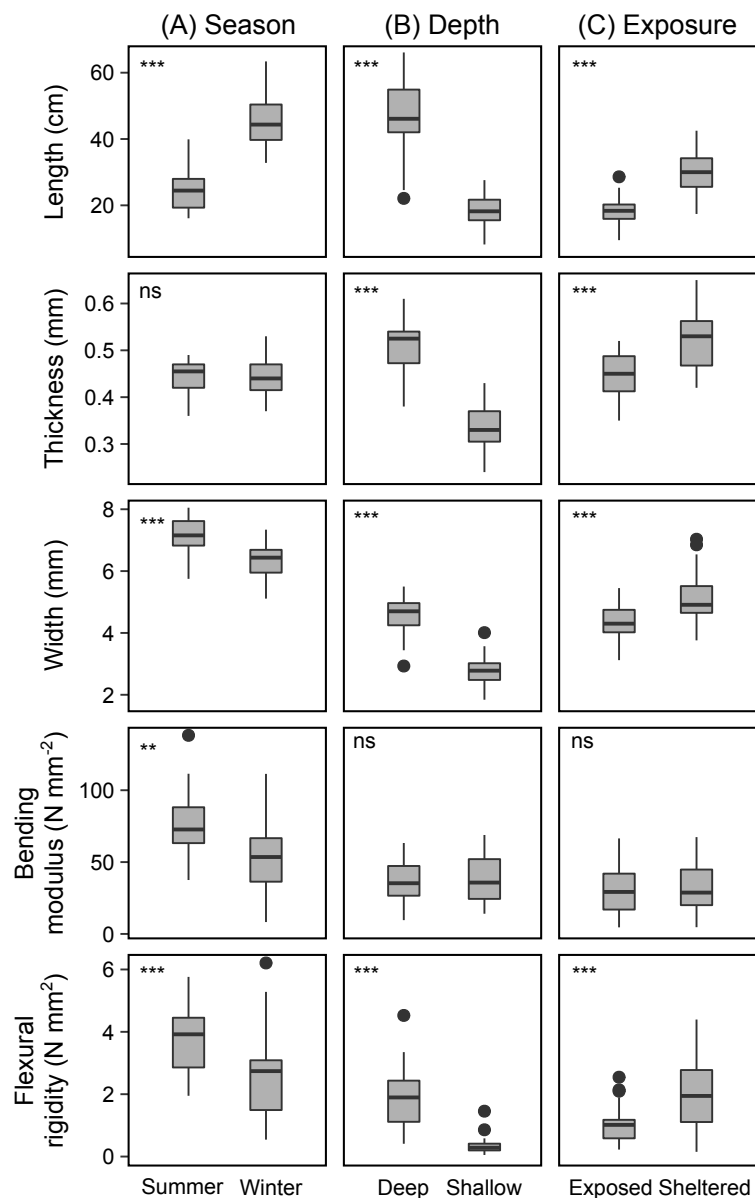 (A) Season (B) Depth (C) Exposure
Length (cm)
60
40
20
***
***
***
Thickness (mm)
0.6
0.5
0.4
0.3
ns
***
***
Width (mm)
8
6
4
2
***
***
***
Bending
modulus (N mm-2)
100
50
0
**
ns
ns
Flexural
rigidity (N mm2)
6
4
2
0
***
***
***
Summer Winter Deep Shallow Exposed Sheltered